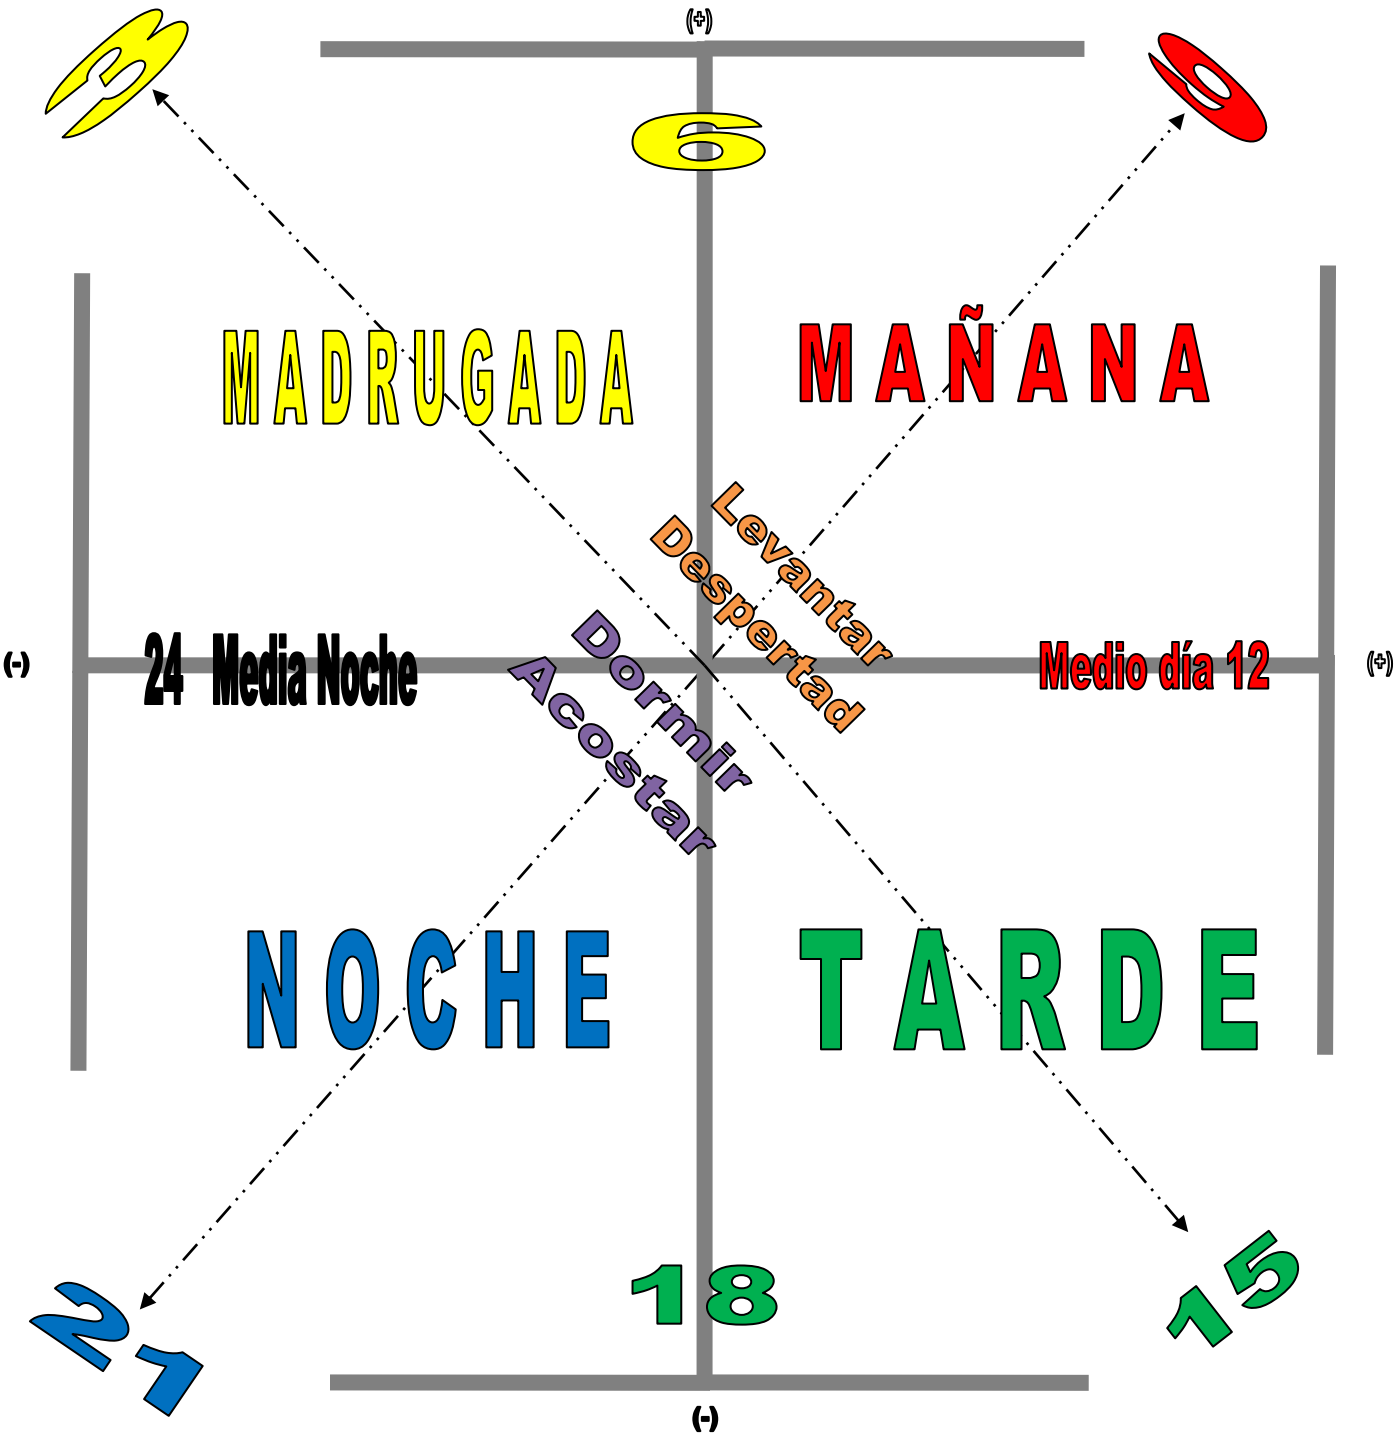 (+)
3
9
6
MADRUGADA
MAÑANA
Levantar
Despertad
(-)
24 Media Noche
Medio día 12
(+)
Dormir
Acostar
NOCHE
TARDE
21
18
15
(-)